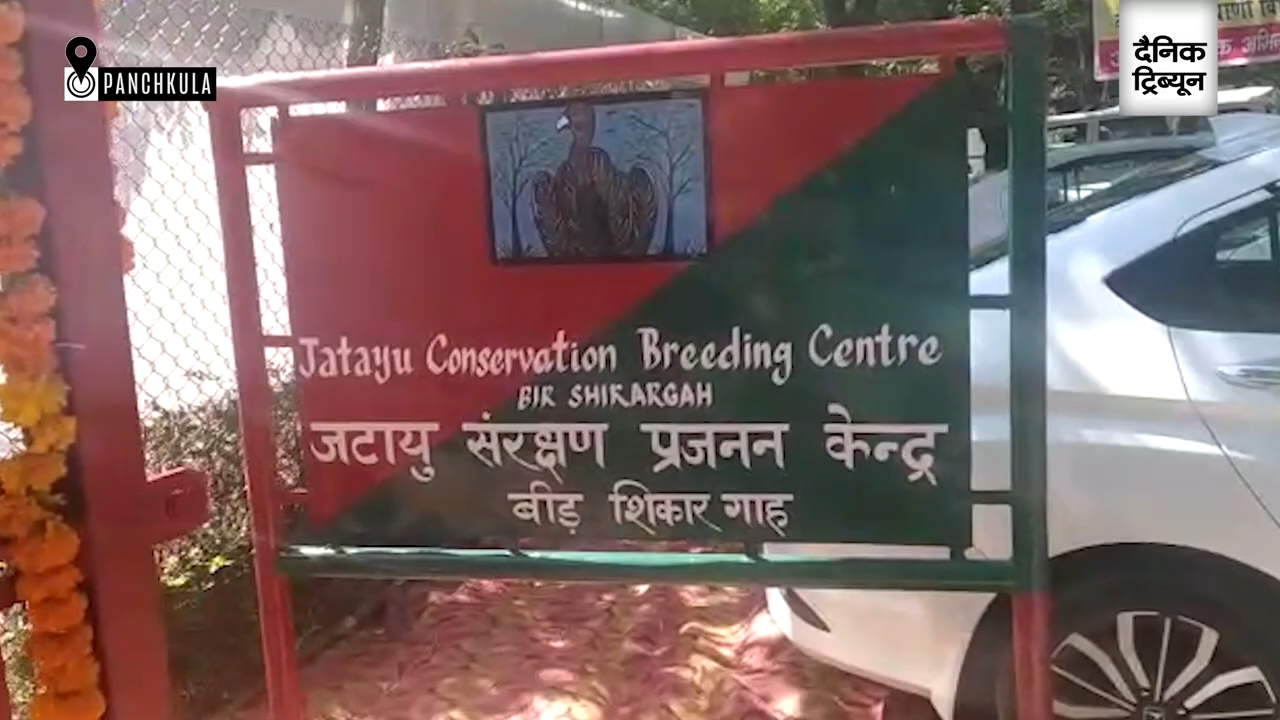 PANCHKULA
दैनिक
ट्रिब्यून
Jatayu Conservation Breeding Centre
BIR SHIKARGAH
जटायु संरक्षण प्रजनन केन्द्र
बीड़ शिकार गाह